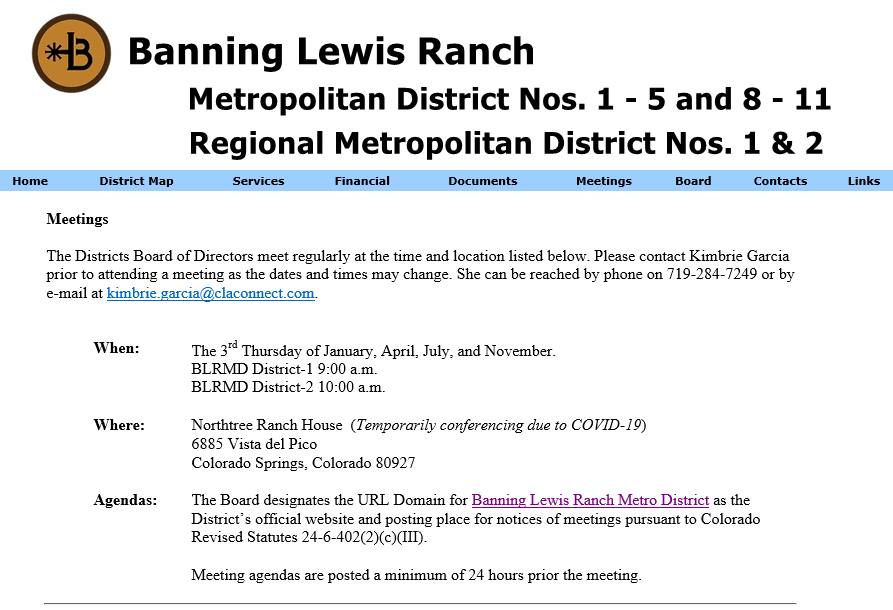 B
Banning Lewis Ranch
Metropolitan District Nos. 1 - 5 and 8 - 11
Regional Metropolitan District Nos. 1 & 2
Home District Map Services Financial Documents Meetings Board Contacts Links
Meetings
The Districts Board of Directors meet regularly at the time and location listed below. Please contact Kimbrie Garcia
prior to attending a meeting as the dates and times may change. She can be reached by phone on 719-284-7249 or by
e-mail at kimbrie.garcia@claconnect.com.
When: The 3rd Thursday of January, April, July, and November.
BLRMD District-1 9:00 a.m.
BLRMD District-2 10:00 a.m.
Where: Northtree Ranch House (Temporarily conferencing due to COVID-19)
6885 Vista del Pico
Colorado Springs, Colorado 80927
Agendas: The Board designates the URL Domain for Banning Lewis Ranch Metro District as the
District's official website and posting place for notices of meetings pursuant to Colorado
Revised Statutes 24-6-402(2)(c)(III).
Meeting agendas are posted a minimum of 24 hours prior the meeting.